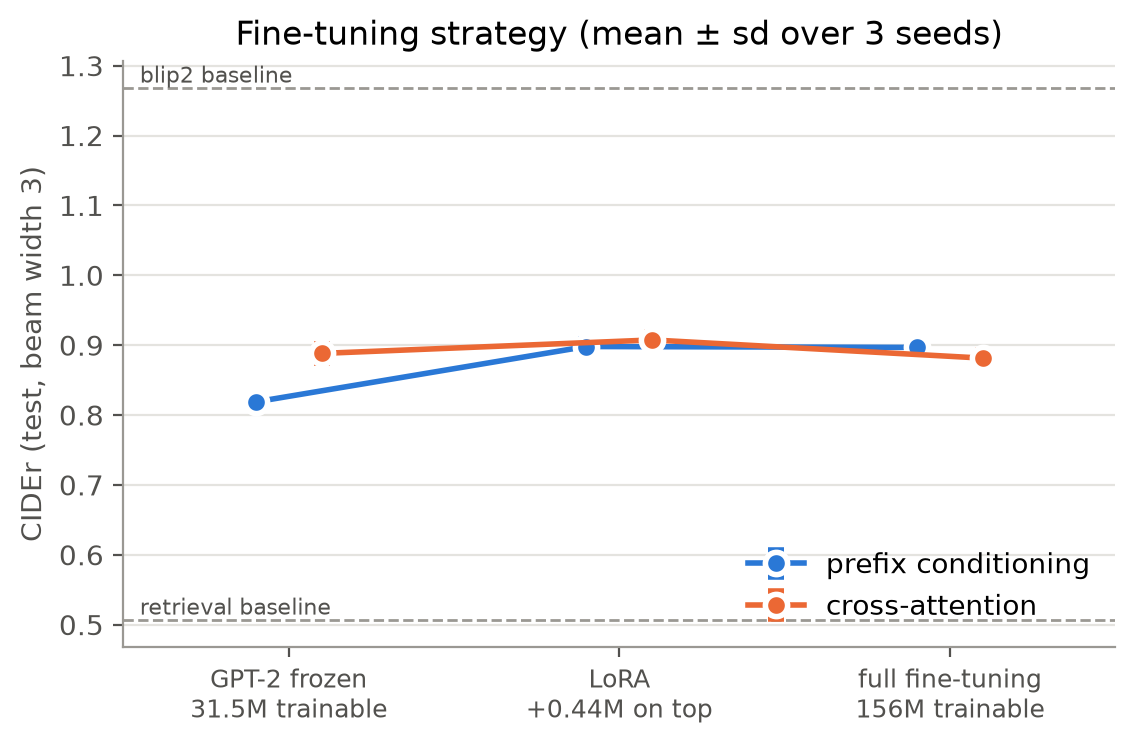 Fine-tuning strategy (mean ± sd over 3 seeds)
CIDEr (test, beam width 3)
1.3
1.2
1.1
1.0
0.9
0.8
0.7
0.6
0.5
blip2 baseline
retrieval baseline
prefix conditioning
cross-attention
GPT-2 frozen
31.5M trainable
LoRA
+0.44M on top
full fine-tuning
156M trainable